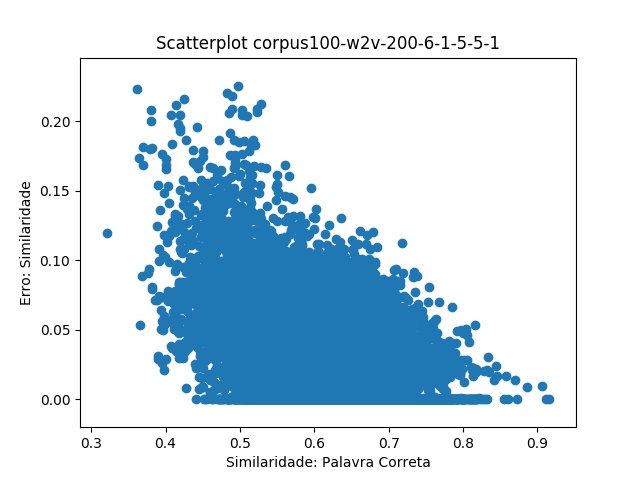 Scatterplot corpus100-w2v-200-6-1-5-5-1
Erro: Similaridade
0.20
0.15
0.10
0.05
0.00
0.3 0.4 0.5 0.6 0.7 0.8 0.9
Similaridade: Palavra Correta